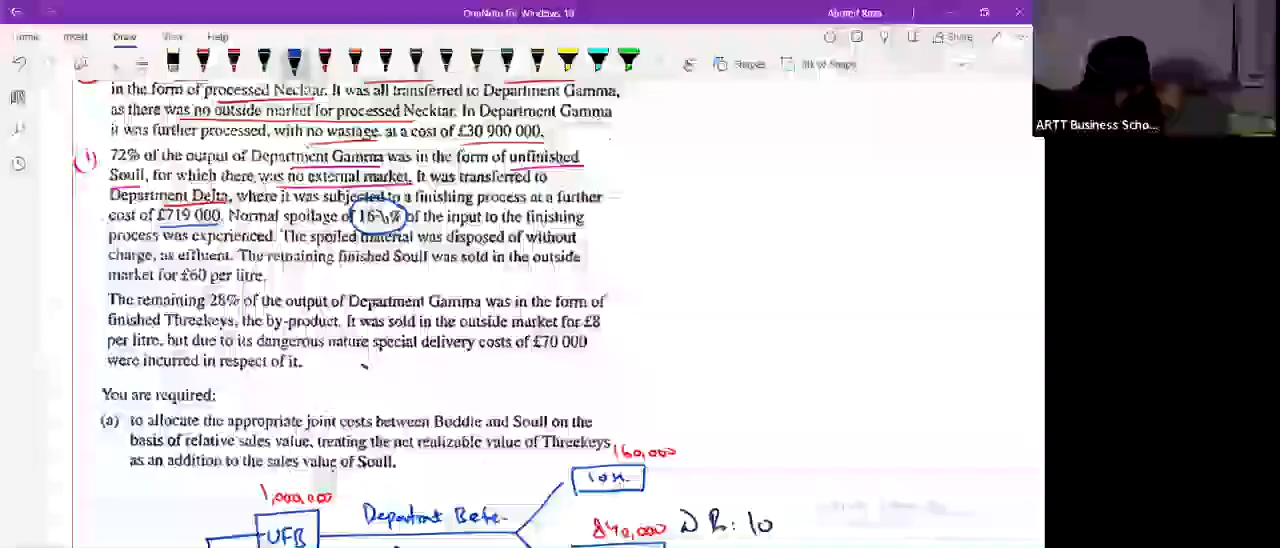 OneNote for Windows 10
Ahmed Raza
Home Insert Draw View Help
Share
Shapes
in the form of processed Necktar. It was all transferred to Department Gamma,
as there was no outside market for processed Necktar. In Department Gamma
it was further processed, with no wastage, at a cost of £30 900 000.
(i) 72% of the output of Department Gamma was in the form of unfinished
Soull, for which there was no external market. It was transferred to
Department Delta, where it was subjected to a finishing process at a further
cost of £719 000. Normal spoilage of of the input to the finishing
process was experienced. The spoiled material was disposed of without
charge, as effluent. The remaining finished Soull was sold in the outside
market for £60 per litre.
The remaining 28% of the output of Department Gamma was in the form of
finished Threekeys, the by-product. It was sold in the outside market for £8
per litre, but due to its dangerous nature special delivery costs of £70 000
were incurred in respect of it.
You are required:
(a) to allocate the appropriate joint costs between Buddie and Soull on the
basis of relative sales value, treating the net realizable value of Threekeys
as an addition to the sales value of Soull.
160,000
1,000,000
UFB
840,000
ARTT Business Scho...